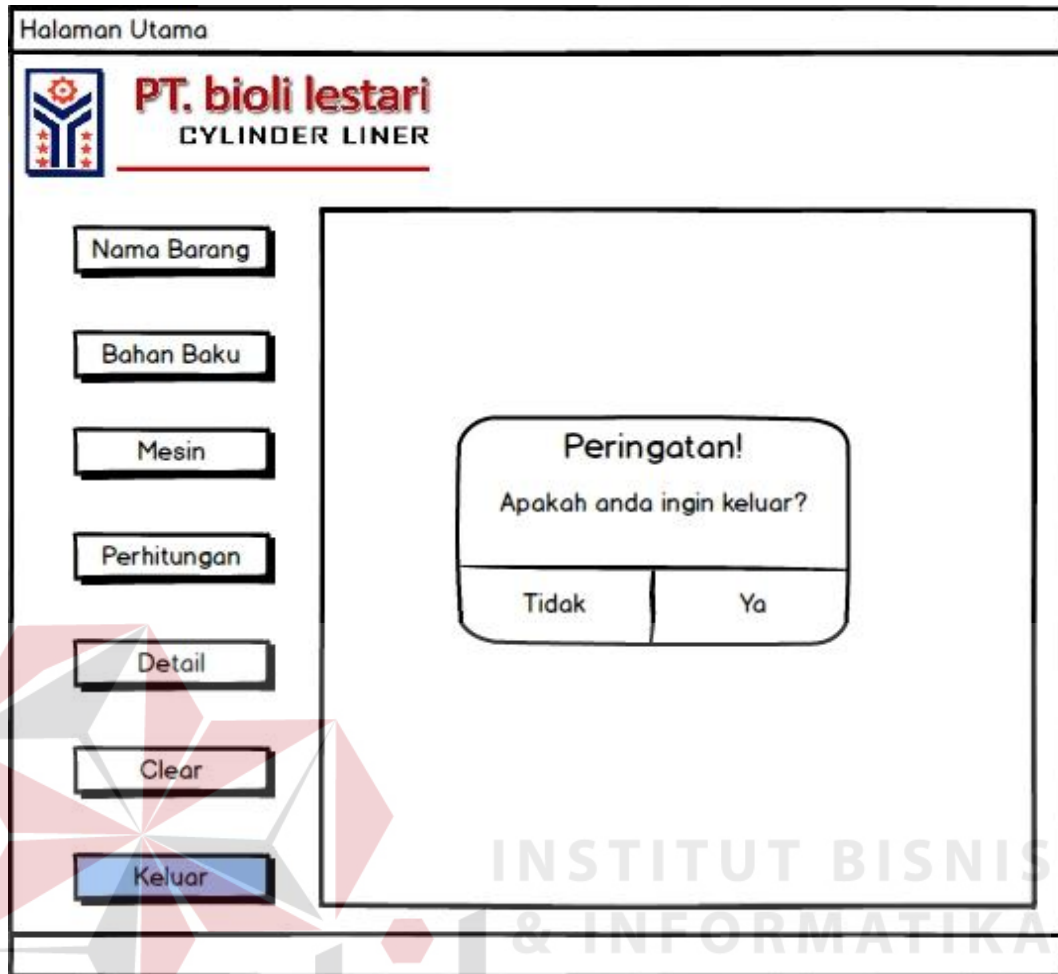 Halaman Utama
PT. bioli lestari
CYLINDER LINER
Nama Barang
Bahan Baku
Mesin
Perhitungan
Detail
Clear
Keluar
Peringatan!
Apakah anda ingin keluar?
Tidak
Ya
INSTITUT BISNIS
& INFORMATIKA